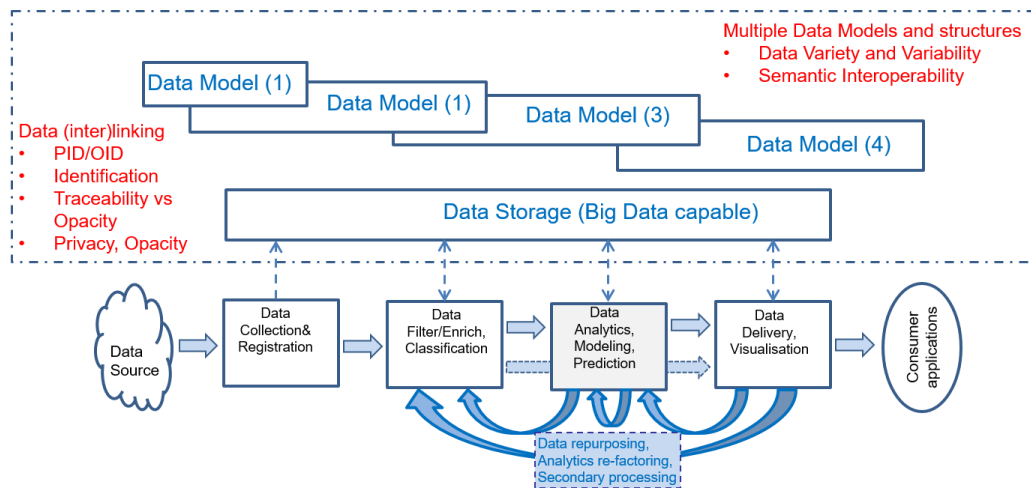 Multiple Data Models and structures
• Data Variety and Variability
• Semantic Interoperability
Data Model (1)
Data Model (1)
Data Model (3)
Data Model (4)
Data (inter)linking
• PID/OID
• Identification
• Traceability vs
Opacity
• Privacy, Opacity
Data Storage (Big Data capable)
Data
Source
Data
Collection&
Registration
Data
Filter/Enrich,
Classification
Data
Analytics,
Modeling,
Prediction
Data
Delivery,
Visualisation
Consumer
applications
Data repurposing,
Analytics re-factoring,
Secondary processing